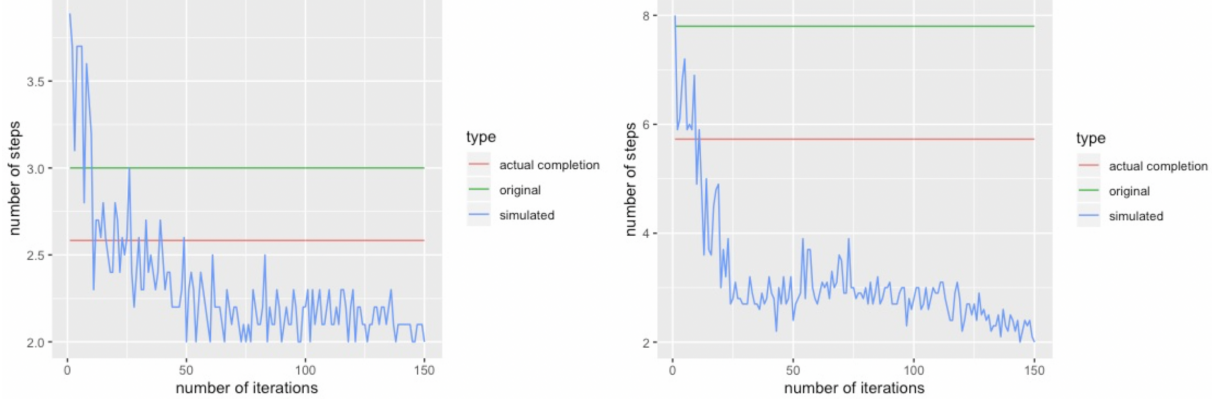 number of steps
3.5
3.0
2.5
2.0
0
50
100
150
number of iterations
type
actual completion
original
simulated
number of steps
8
6
4
2
0
50
100
150
number of iterations
type
actual completion
original
simulated